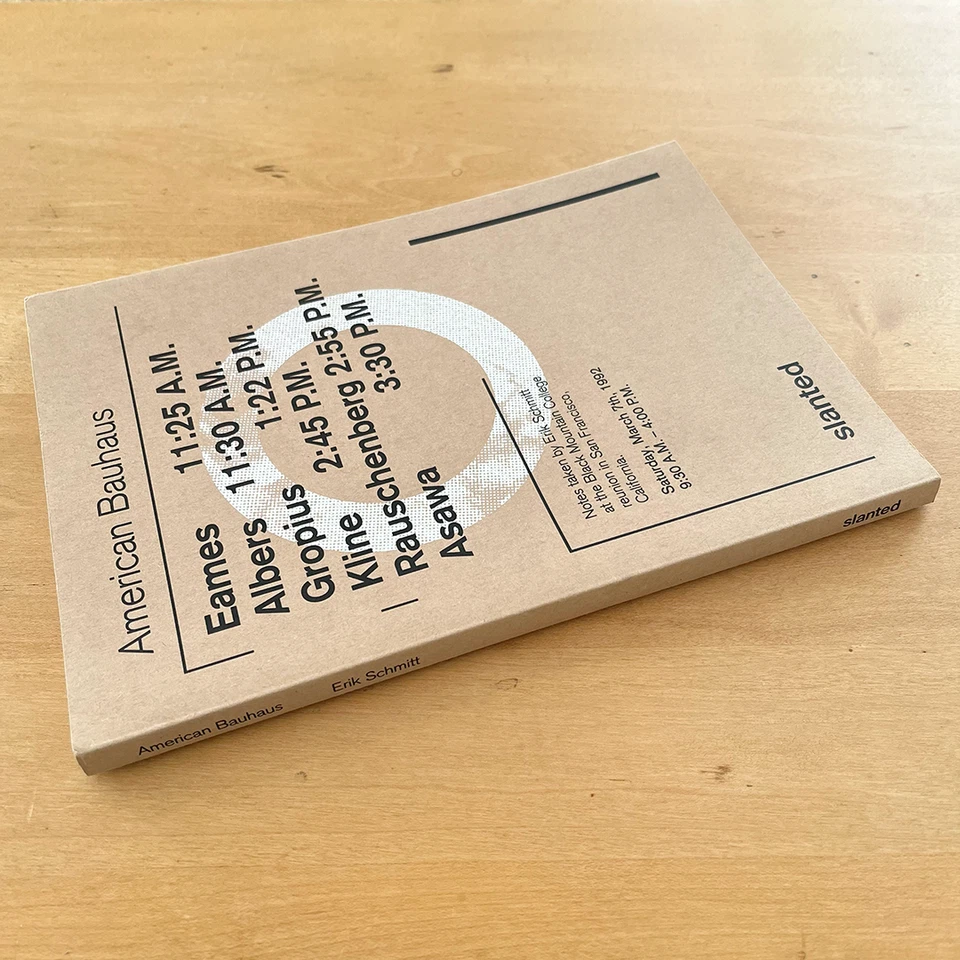 American Bauhaus
Eames 11:25 A.M.
Albers 11:30 A.M.
Gropius 1:22 P.M.
Kline 2:45 P.M.
Rauschenberg 2:55 P.M.
Asawa 3:30 P.M.
Notes taken by Erik Schmitt
at the Black Mountain College
reunion in San Francisco,
California.
Saturday, March 7th, 1992
9:30 A.M. – 4:00 P.M.
slanted
American Bauhaus Erik Schmitt slanted